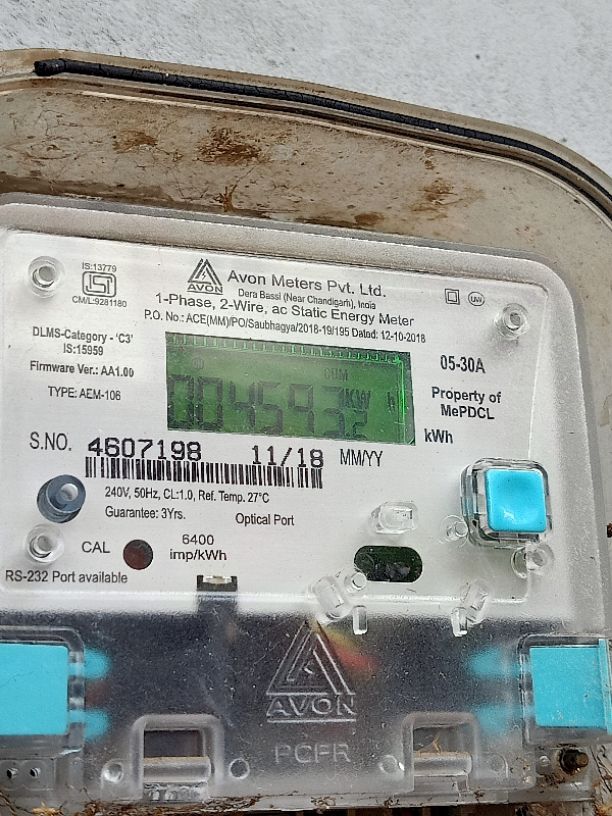 IS:13779
CM/L:9281180
AVON
Avon Meters Pvt. Ltd.
Dera Bassi (Near Chandigarh), India
1-Phase, 2-Wire, ac Static Energy Meter
P.O. No.: ACE(MM)/PO/Saubhagya/2018-19/195 Dated: 12-10-2018
DLMS-Category - 'C3'
IS:15959
Firmware Ver.: AA1.00
TYPE: AEM-106
CUM
KW h
05-30A
Property of
MePDCL
kWh
S.NO. 4607198 11/18 MM/YY
240V, 50Hz, CL:1.0, Ref. Temp. 27°C
Guarantee: 3Yrs. Optical Port
CAL 6400
imp/kWh
RS-232 Port available
AVON